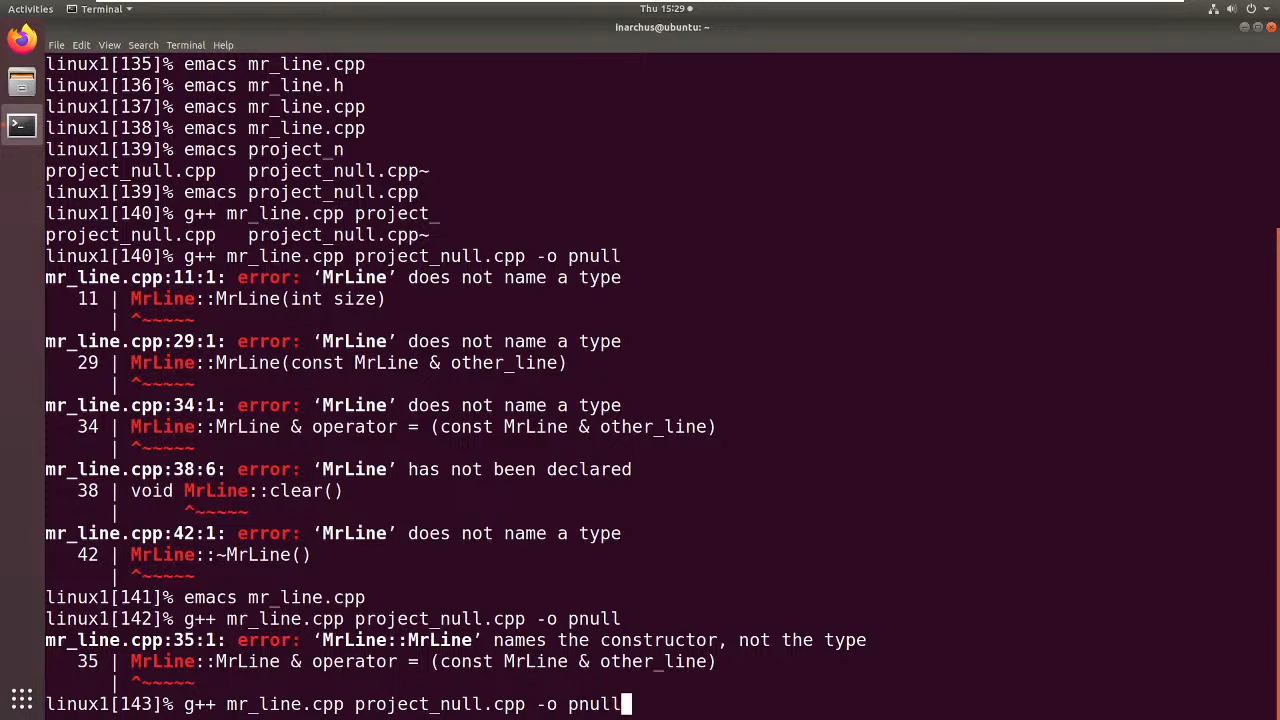 Activities
Terminal
Thu 15:29
inarchus@ubuntu: ~
File Edit View Search Terminal Help
linux1[135]% emacs mr_line.cpp
linux1[136]% emacs mr_line.h
linux1[137]% emacs mr_line.cpp
linux1[138]% emacs mr_line.cpp
linux1[139]% emacs project_n
project_null.cpp   project_null.cpp~
linux1[139]% emacs project_null.cpp
linux1[140]% g++ mr_line.cpp project_
project_null.cpp   project_null.cpp~
linux1[140]% g++ mr_line.cpp project_null.cpp -o pnull
mr_line.cpp:11:1: error: ‘MrLine’ does not name a type
   11 | MrLine::MrLine(int size)
      | ^~~~~~
mr_line.cpp:29:1: error: ‘MrLine’ does not name a type
   29 | MrLine::MrLine(const MrLine & other_line)
      | ^~~~~~
mr_line.cpp:34:1: error: ‘MrLine’ does not name a type
   34 | MrLine::MrLine & operator = (const MrLine & other_line)
      | ^~~~~~
mr_line.cpp:38:6: error: ‘MrLine’ has not been declared
   38 | void MrLine::clear()
      |      ^~~~~~
mr_line.cpp:42:1: error: ‘MrLine’ does not name a type
   42 | MrLine::~MrLine()
      | ^~~~~~
linux1[141]% emacs mr_line.cpp
linux1[142]% g++ mr_line.cpp project_null.cpp -o pnull
mr_line.cpp:35:1: error: ‘MrLine::MrLine’ names the constructor, not the type
   35 | MrLine::MrLine & operator = (const MrLine & other_line)
      | ^~~~~~
linux1[143]% g++ mr_line.cpp project_null.cpp -o pnull